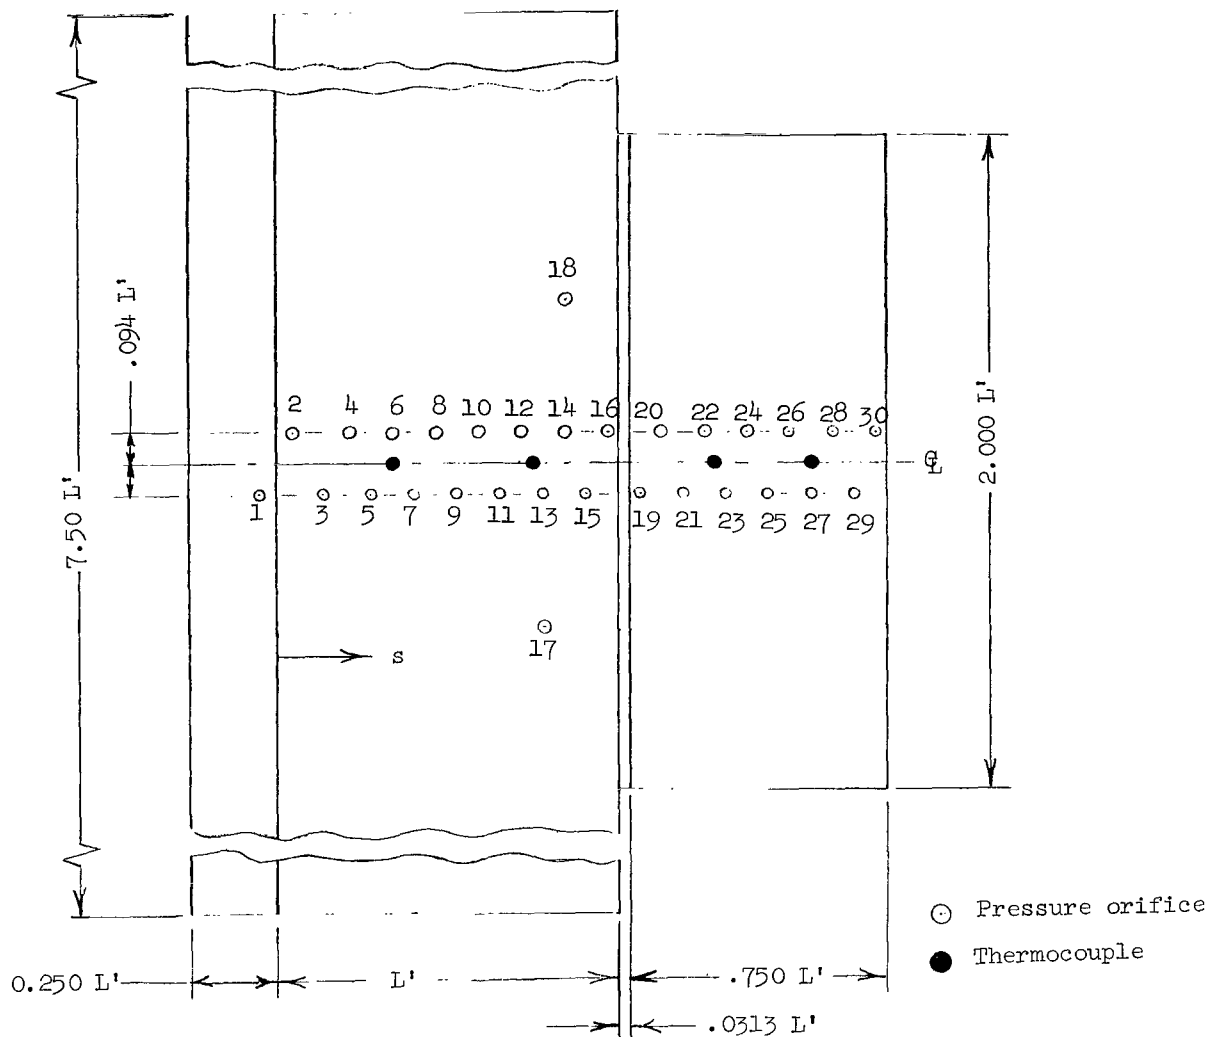 18
.094 L'
2 4 6 8 10 12 14 16 20 22 24 26 28 30
2.000 L'
7.50 L'
℄
1 3 5 7 9 11 13 15 19 21 23 25 27 29
17
s
Pressure orifice
Thermocouple
0.250 L' L' .750 L'
.0313 L'